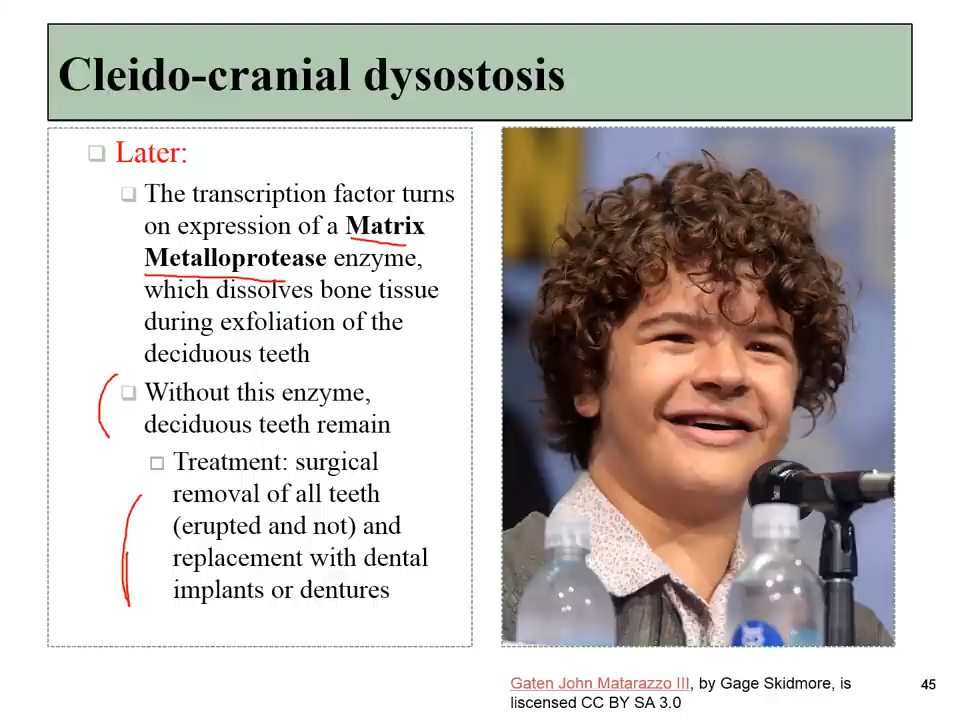 Cleido-cranial dysostosis
Later:
The transcription factor turns
on expression of a Matrix
Metalloprotease enzyme,
which dissolves bone tissue
during exfoliation of the
deciduous teeth
Without this enzyme,
deciduous teeth remain
Treatment: surgical
removal of all teeth
(erupted and not) and
replacement with dental
implants or dentures
Gaten John Matarazzo III, by Gage Skidmore, is
liscensed CC BY SA 3.0
45